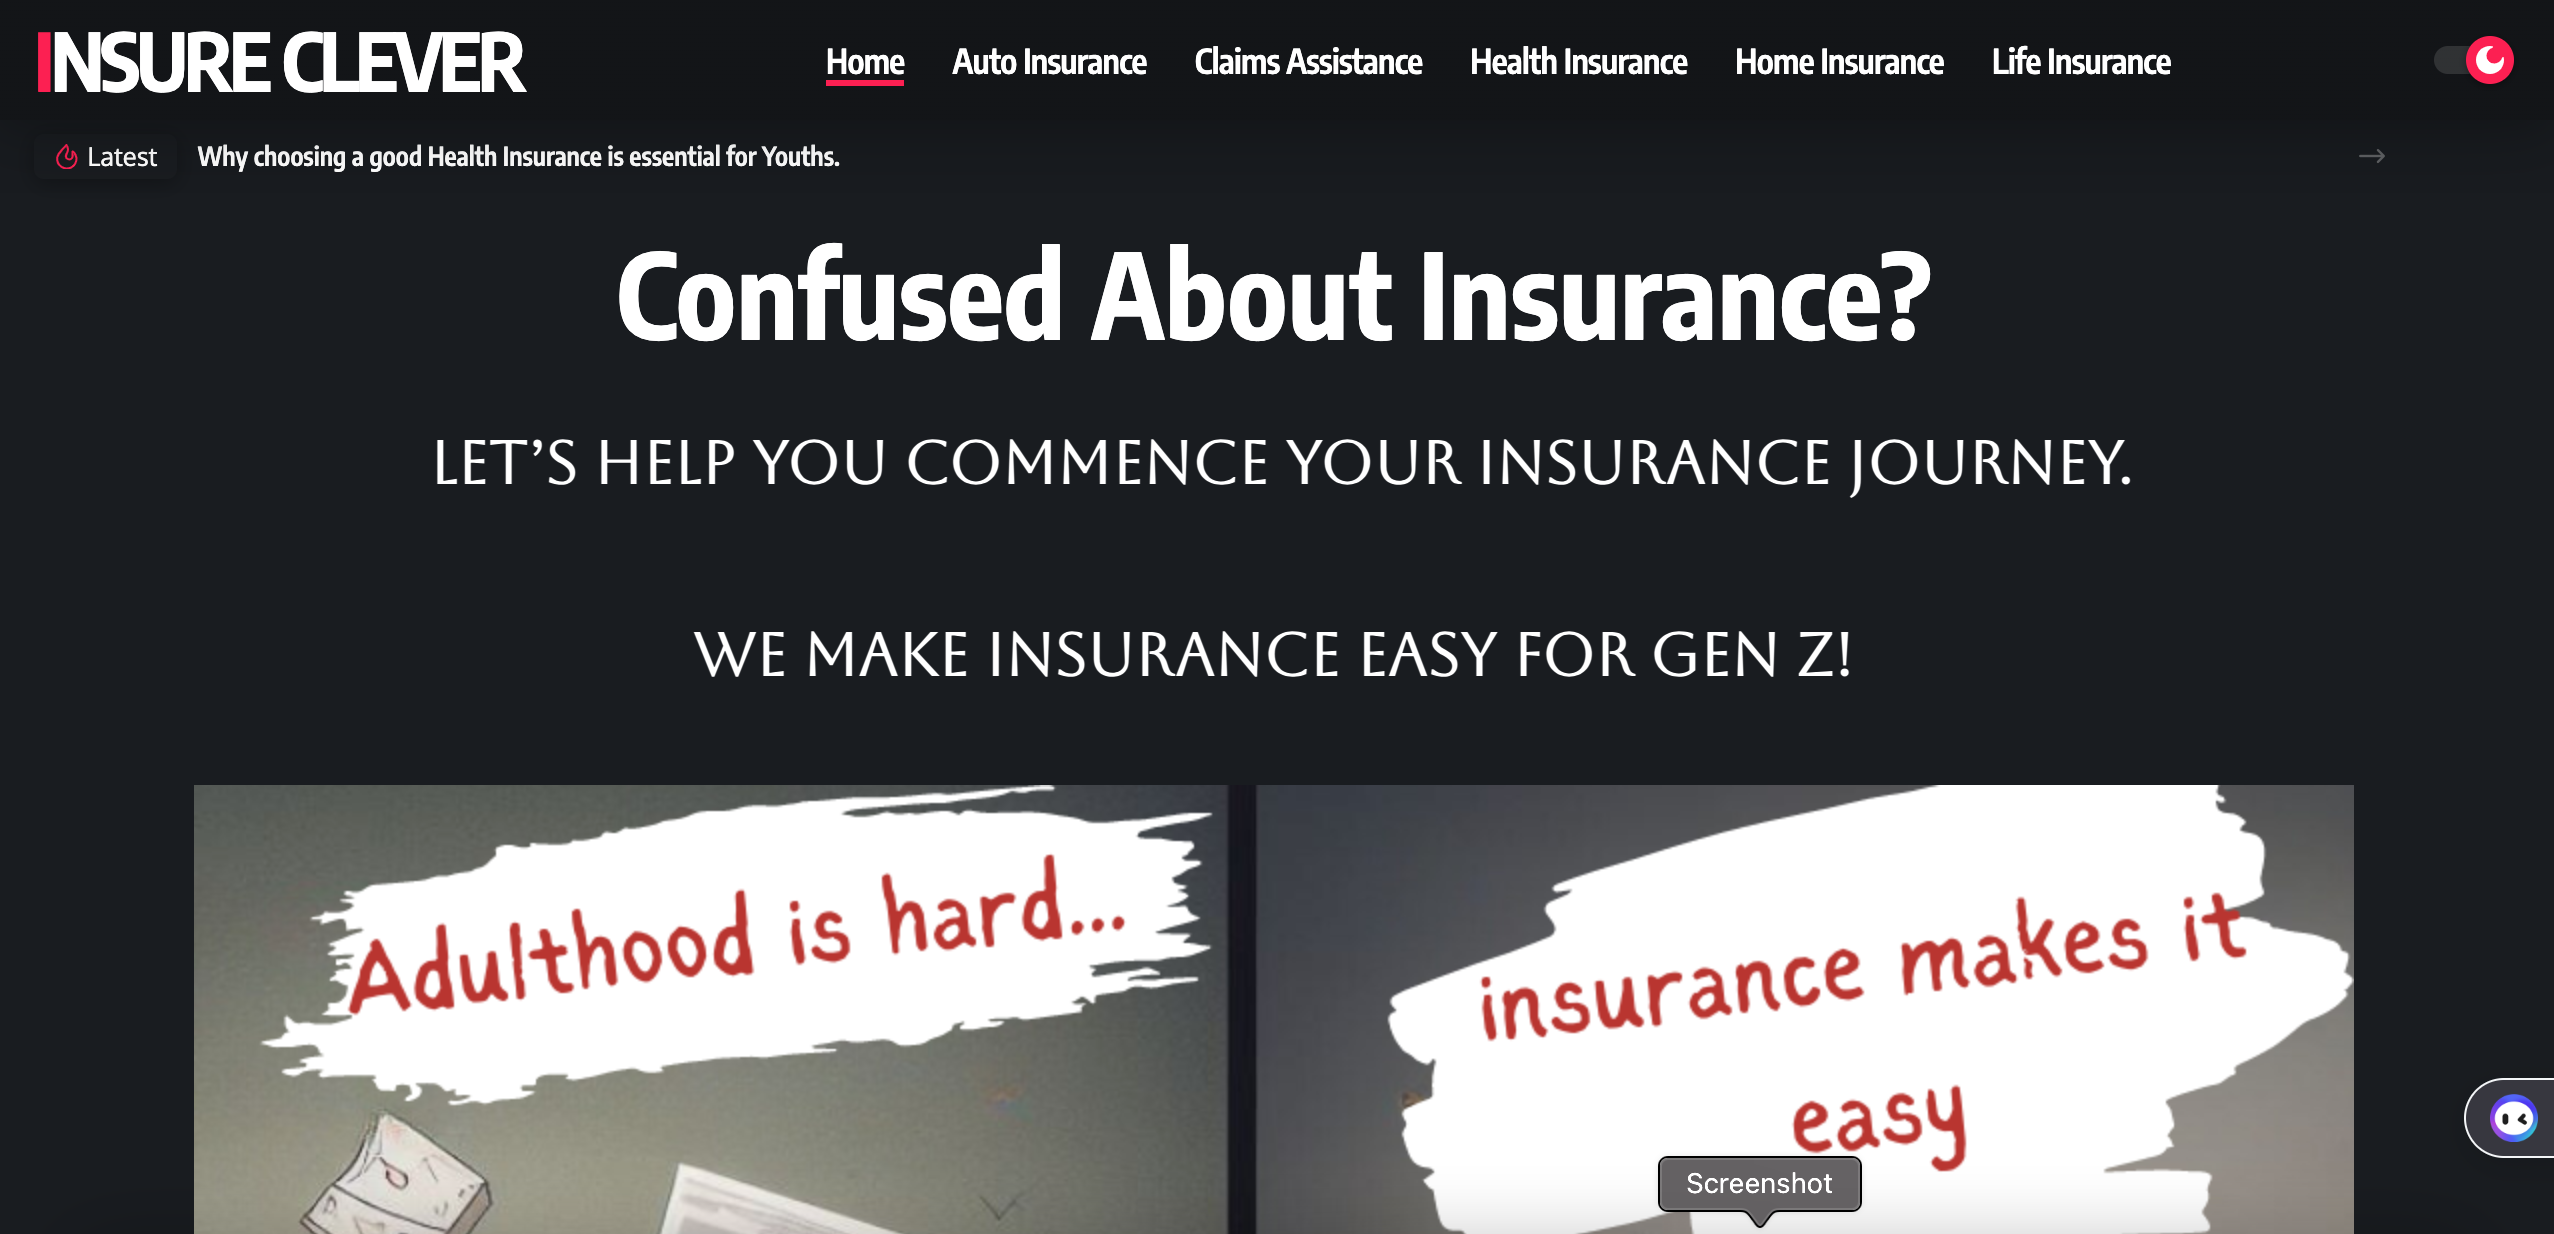 INSURE CLEVER
Home Auto Insurance Claims Assistance Health Insurance Home Insurance Life Insurance
Latest Why choosing a good Health Insurance is essential for Youths.
Confused About Insurance?
LET’S HELP YOU COMMENCE YOUR INSURANCE JOURNEY.
WE MAKE INSURANCE EASY FOR GEN Z!
Adulthood is hard...
insurance makes it
easy
Screenshot